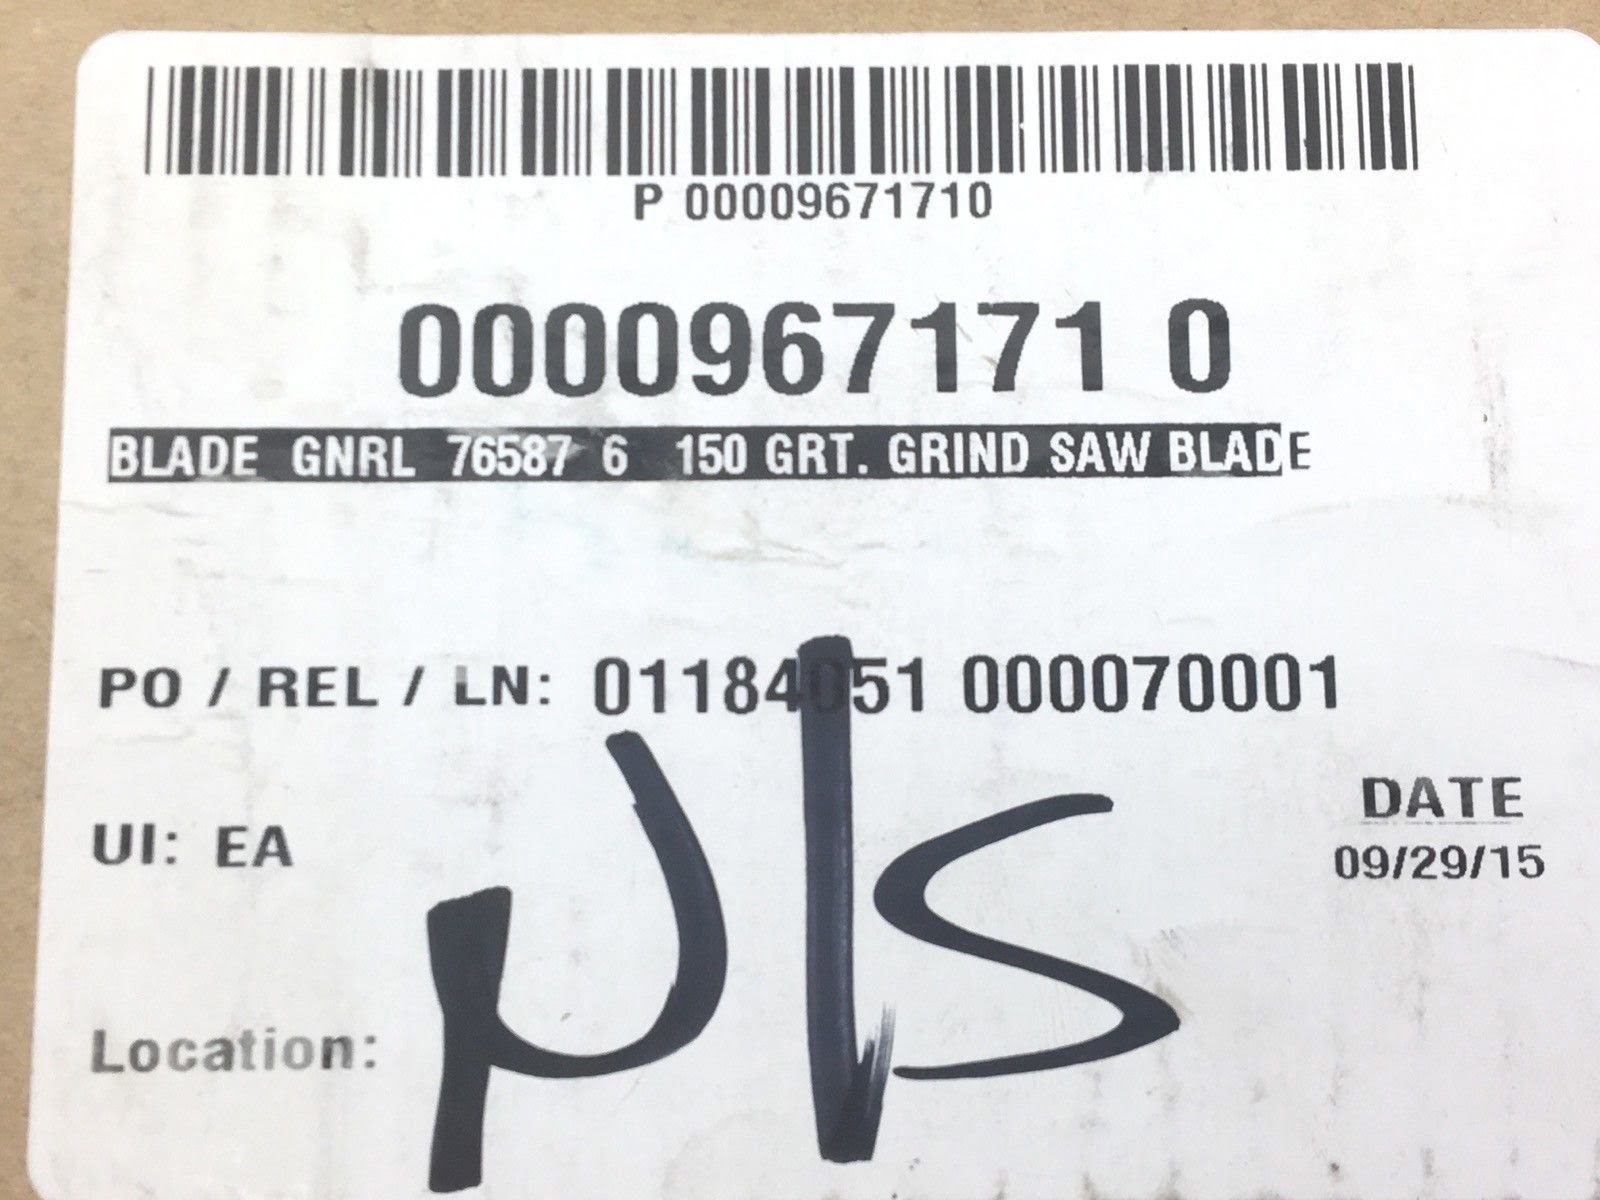 P 00009671710
0000967171 0
BLADE GNRL 76587 6 150 GRT. GRIND SAW BLADE
PO / REL / LN: 01184051 000070001
DATE
UI: EA
09/29/15
Location: